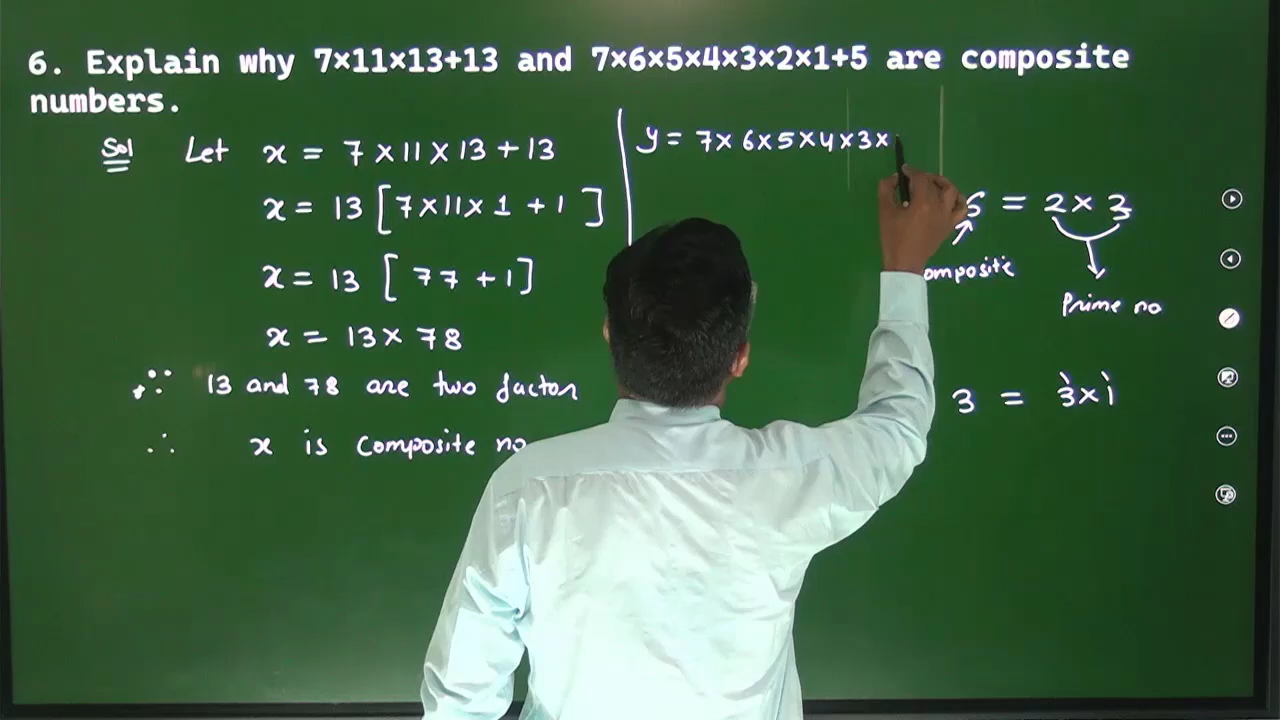 6. Explain why 7×11×13+13 and 7×6×5×4×3×2×1+5 are composite
numbers.
Sol Let x = 7 × 11 × 13 + 13
x = 13 [ 7 × 11 × 1 + 1 ]
x = 13 [ 77 + 1 ]
x = 13 × 78
∵ 13 and 78 are two factor
∴ x is composite no
y = 7 × 6 × 5 × 4 × 3 ×
6 = 2 × 3
omposite
Prime no
3 = 3 × 1